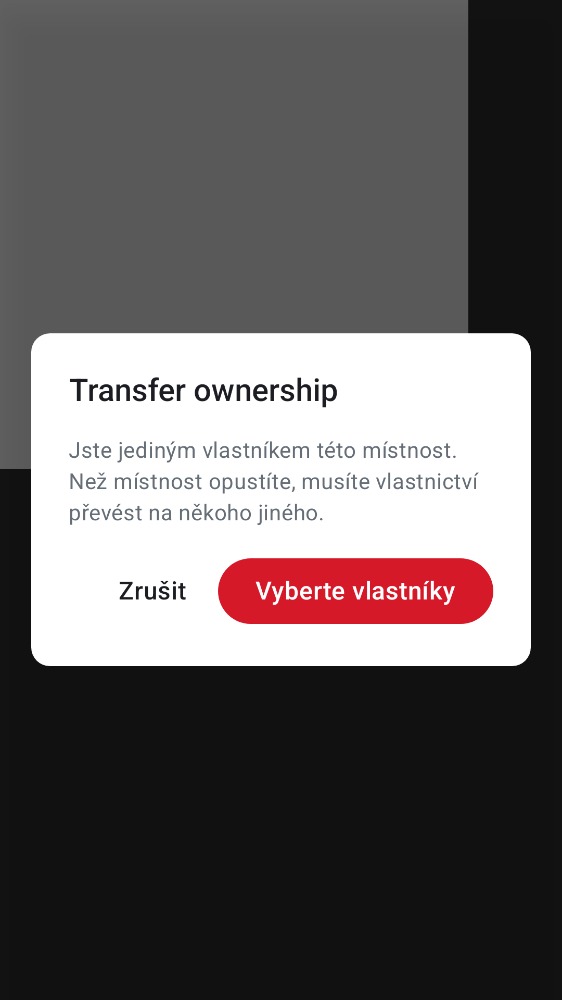 Transfer ownership
Jste jediným vlastníkem této místnost.
Než místnost opustíte, musíte vlastnictví
převést na někoho jiného.
Zrušit
Vyberte vlastníky